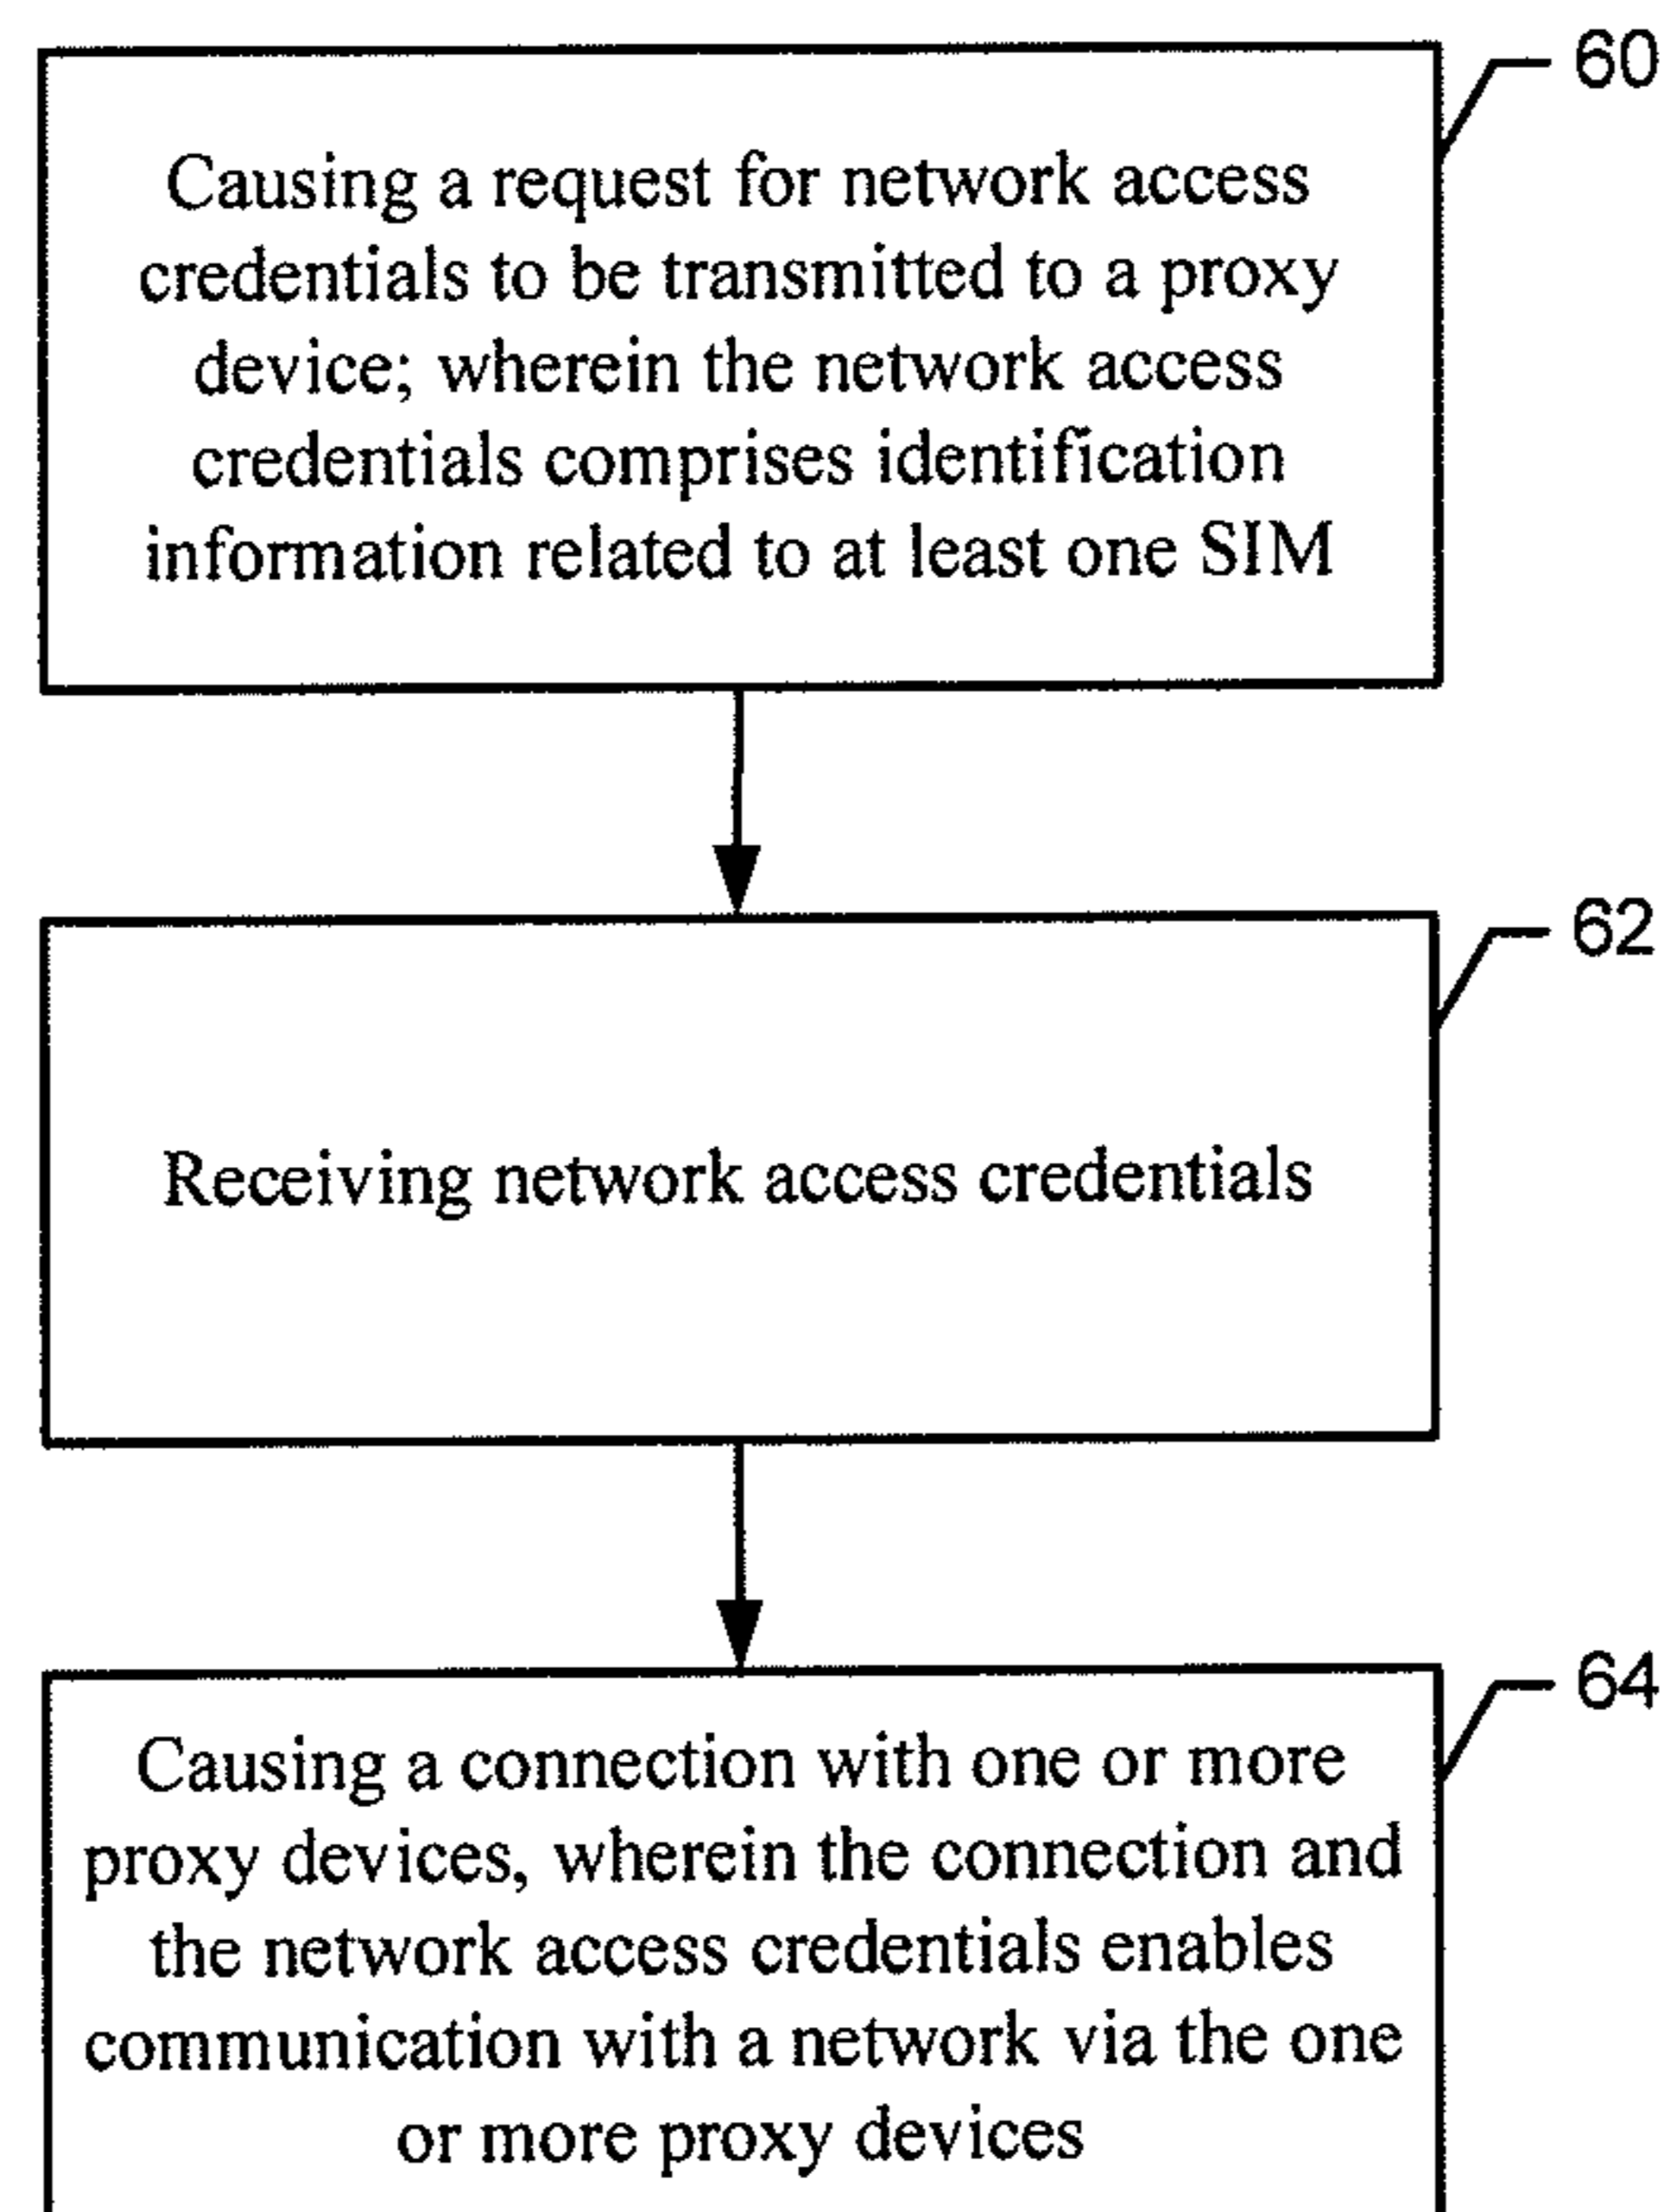 60
Causing a request for network access
credentials to be transmitted to a proxy
device; wherein the network access
credentials comprises identification
information related to at least one SIM
62
Receiving network access credentials
64
Causing a connection with one or more
proxy devices, wherein the connection and
the network access credentials enables
communication with a network via the one
or more proxy devices